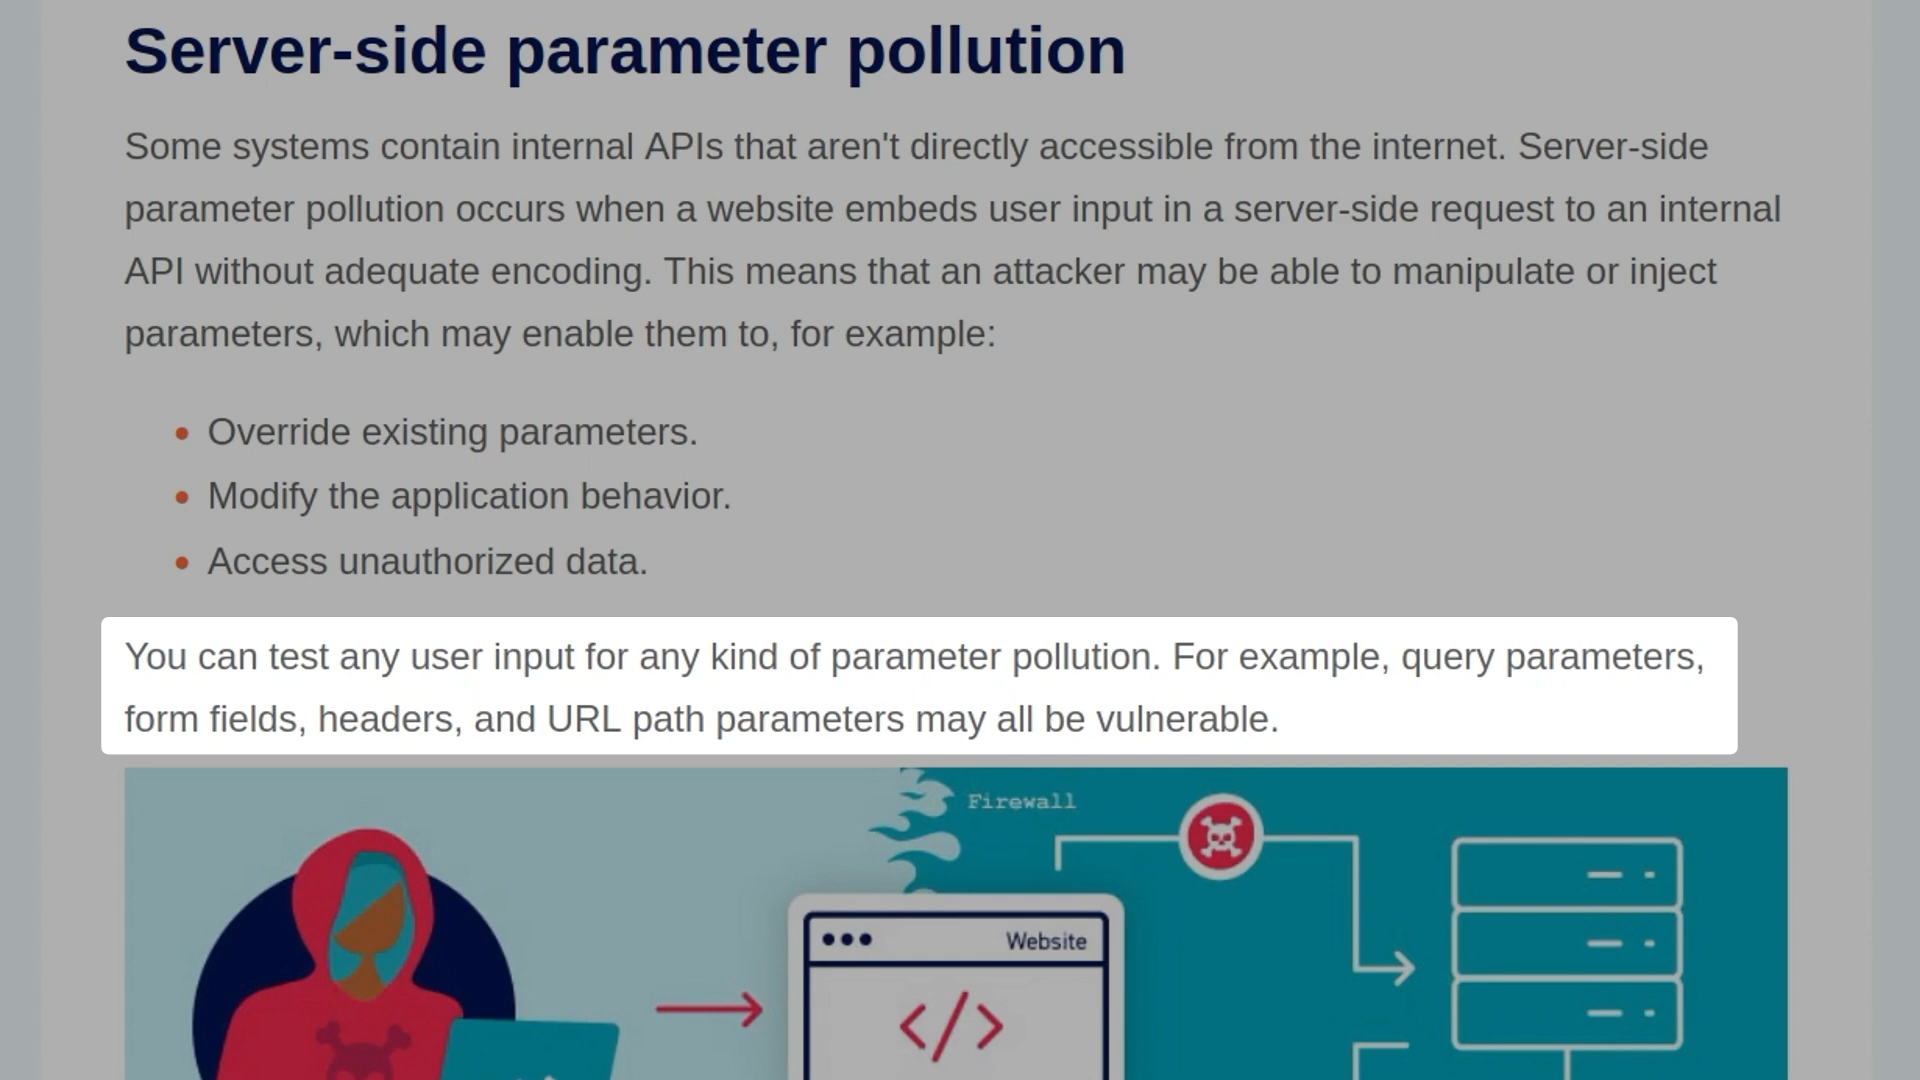 Server-side parameter pollution
Some systems contain internal APIs that aren't directly accessible from the internet. Server-side
parameter pollution occurs when a website embeds user input in a server-side request to an internal
API without adequate encoding. This means that an attacker may be able to manipulate or inject
parameters, which may enable them to, for example:
Override existing parameters.
Modify the application behavior.
Access unauthorized data.
You can test any user input for any kind of parameter pollution. For example, query parameters,
form fields, headers, and URL path parameters may all be vulnerable.
Firewall
Website
</>